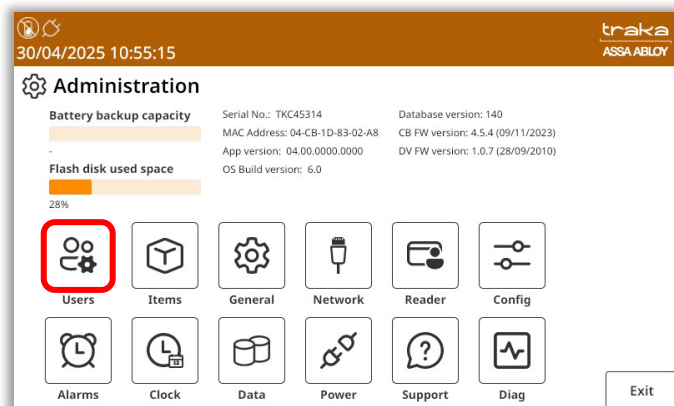 30/04/2025 10:55:15
traka
ASSA ABLOY
Administration
Battery backup capacity
-
Flash disk used space
28%
Serial No.: TKC45314
MAC Address: 04-CB-1D-83-02-A8
App version: 04.00.0000.0000
OS Build version: 6.0
Database version: 140
CB FW version: 4.5.4 (09/11/2023)
DV FW version: 1.0.7 (28/09/2010)
Users Items General Network Reader Config
Alarms Clock Data Power Support Diag
Exit